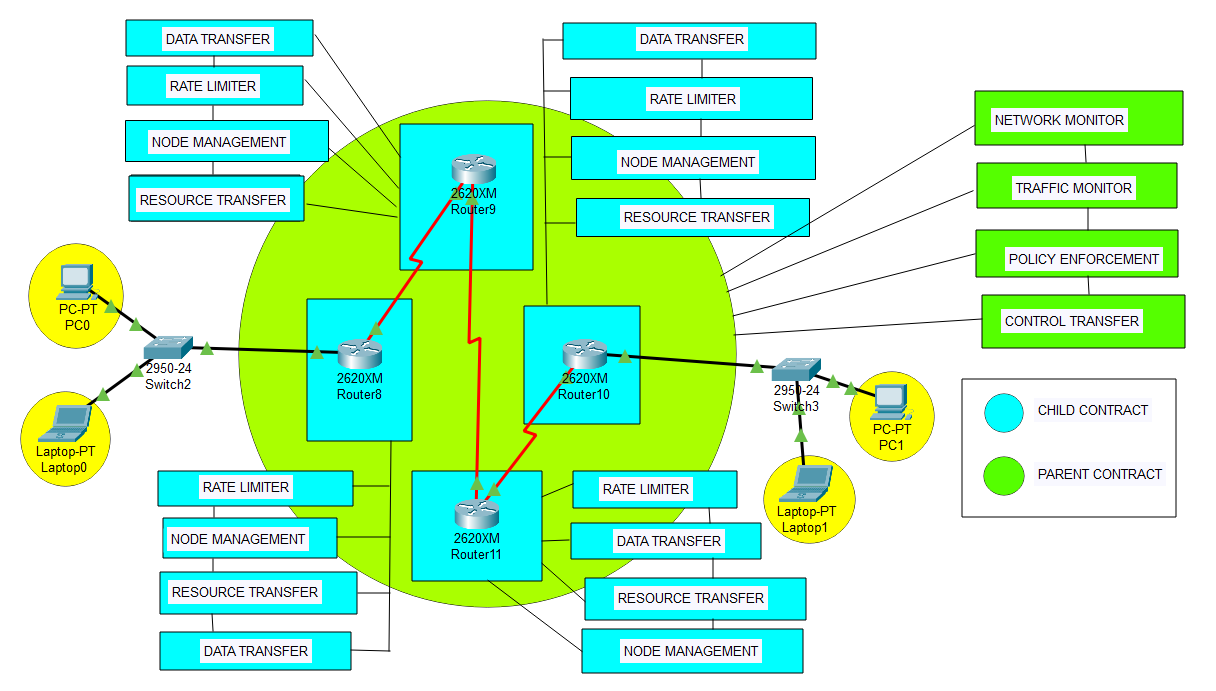 DATA TRANSFER
RATE LIMITER
NODE MANAGEMENT
RESOURCE TRANSFER
DATA TRANSFER
RATE LIMITER
NODE MANAGEMENT
RESOURCE TRANSFER
NETWORK MONITOR
TRAFFIC MONITOR
POLICY ENFORCEMENT
CONTROL TRANSFER
2620XM
Router9
PC-PT
PC0
2950-24
Switch2
Laptop-PT
Laptop0
2620XM
Router8
2620XM
Router10
2950-24
Switch3
PC-PT
PC1
Laptop-PT
Laptop1
2620XM
Router11
CHILD CONTRACT
PARENT CONTRACT
RATE LIMITER
NODE MANAGEMENT
RESOURCE TRANSFER
DATA TRANSFER
RATE LIMITER
DATA TRANSFER
RESOURCE TRANSFER
NODE MANAGEMENT